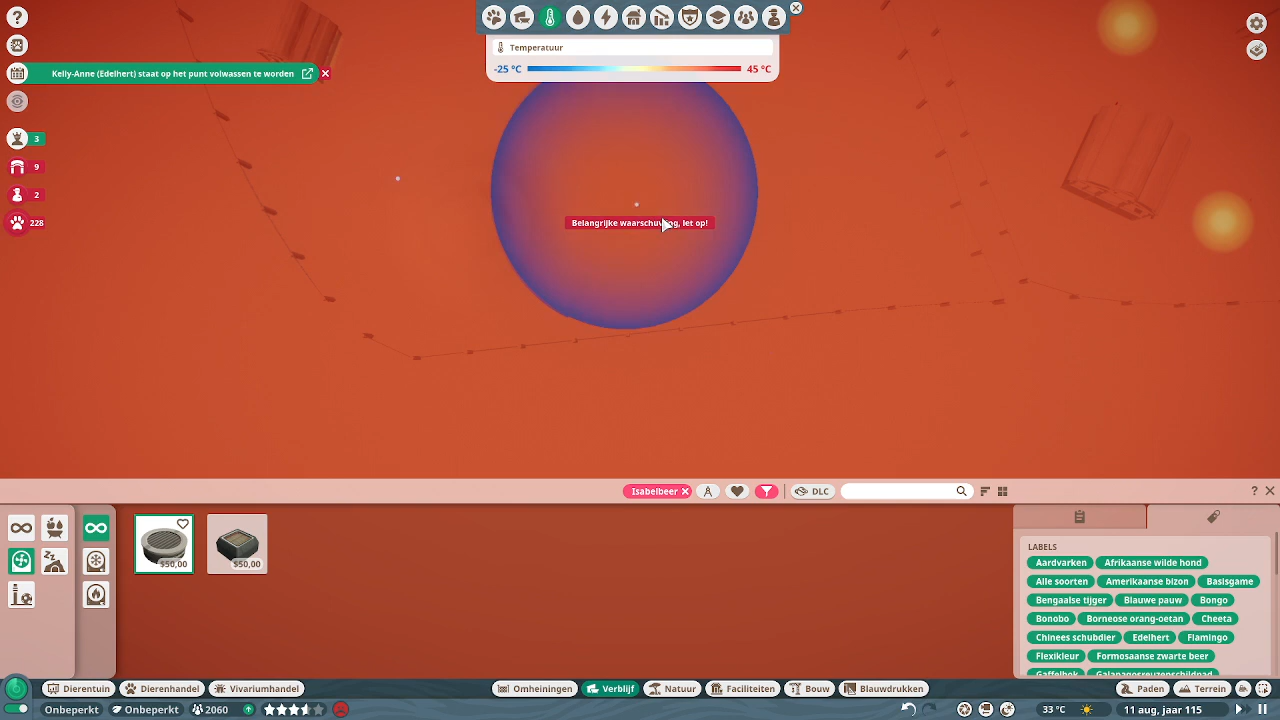 Temperatuur
-25 °C
45 °C
Kelly-Anne (Edelhert) staat op het punt volwassen te worden
3
9
2
228
Belangrijke waarschuwing, let op!
Isabelbeer
DLC
?
$50,00
$50,00
LABELS
Aardvarken
Afrikaanse wilde hond
Alle soorten
Amerikaanse bizon
Basisgame
Bengaalse tijger
Blauwe pauw
Bongo
Bonobo
Borneose orang-oetan
Cheeta
Chinees schubdier
Edelhert
Flamingo
Flexikleur
Formosaanse zwarte beer
Gaffelbok
Galapagosreuzenschildpad
Dierentuin
Dierenhandel
Vivariumhandel
Omheiningen
Verblijf
Natuur
Faciliteiten
Bouw
Blauwdrukken
Paden
Terrein
Onbeperkt
Onbeperkt
2060
33 °C
11 aug, jaar 115